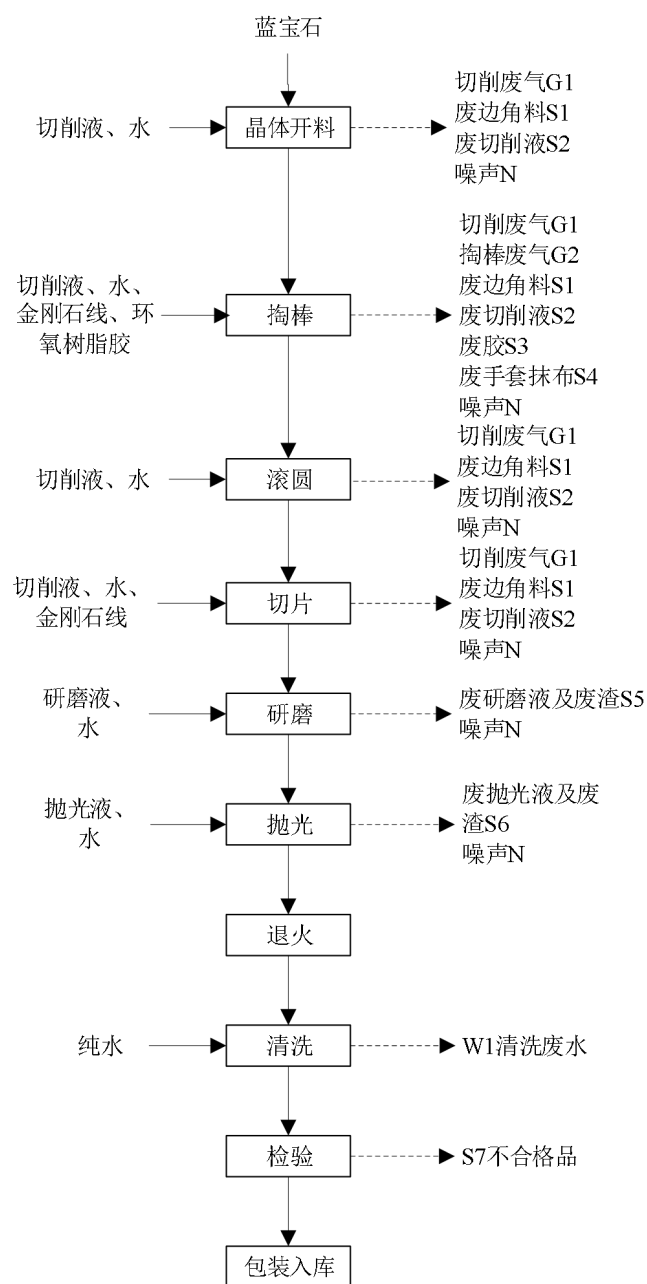 蓝宝石
切削液、水
晶体开料
切削废气G1
废边角料S1
废切削液S2
噪声N
切削液、水、
金刚石线、环
氧树脂胶
掏棒
切削废气G1
掏棒废气G2
废边角料S1
废切削液S2
废胶S3
废手套抹布S4
噪声N
切削液、水
滚圆
切削废气G1
废边角料S1
废切削液S2
噪声N
切削液、水、
金刚石线
切片
切削废气G1
废边角料S1
废切削液S2
噪声N
研磨液、
水
研磨
废研磨液及废渣S5
噪声N
抛光液、
水
抛光
废抛光液及废
渣S6
噪声N
退火
纯水
清洗
W1清洗废水
检验
S7不合格品
包装入库